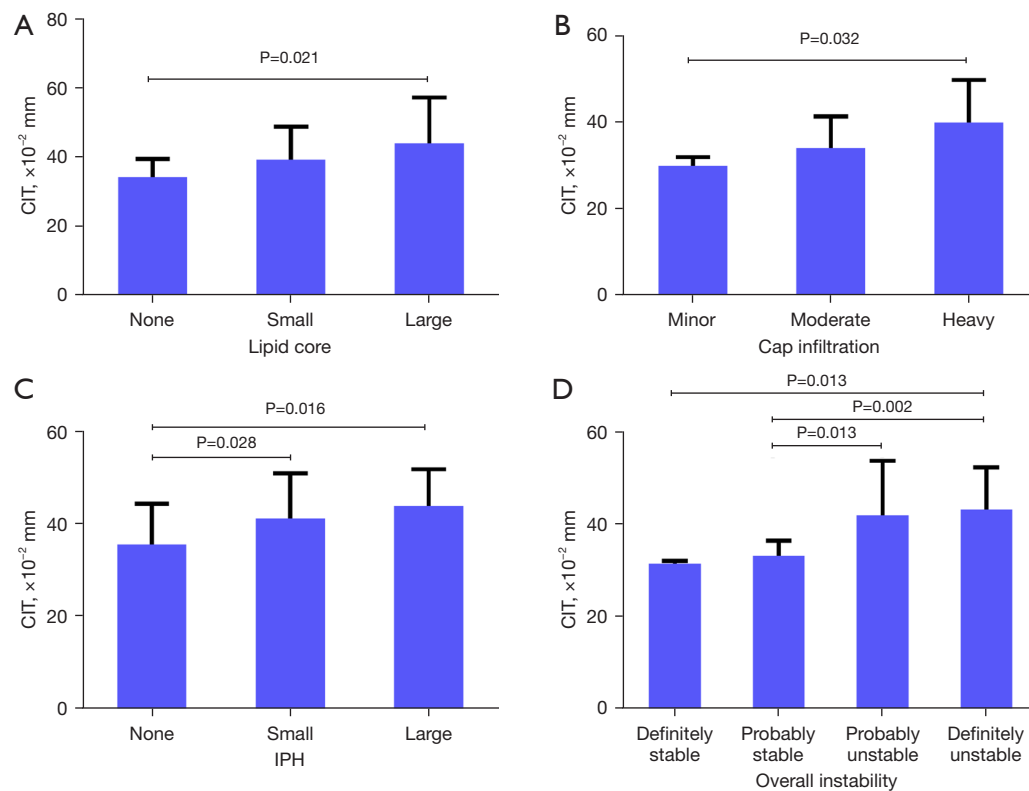 A
80
60
40
20
0
CIT, ×10⁻² mm
P=0.021
None Small Large
Lipid core
B
60
40
20
0
CIT, ×10⁻² mm
P=0.032
Minor Moderate Heavy
Cap infiltration
C
60
40
20
0
CIT, ×10⁻² mm
P=0.016
P=0.028
None Small Large
IPH
D
60
40
20
0
CIT, ×10⁻² mm
P=0.013
P=0.002
P=0.013
Definitely Probably Probably Definitely
stable stable unstable unstable
Overall instability